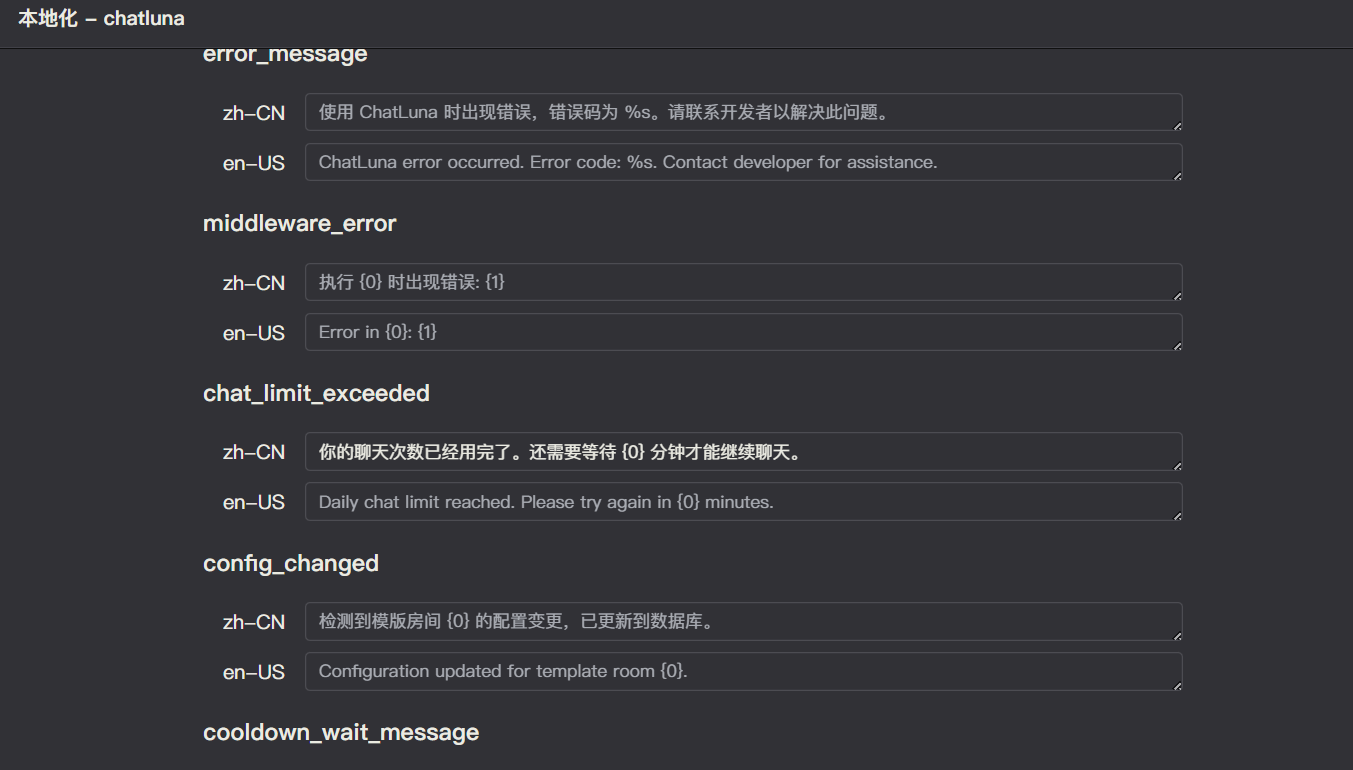 本地化 – chatluna
error_message
zh-CN 使用 ChatLuna 时出现错误，错误码为 %s。请联系开发者以解决此问题。
en-US ChatLuna error occurred. Error code: %s. Contact developer for assistance.
middleware_error
zh-CN 执行 {0} 时出现错误: {1}
en-US Error in {0}: {1}
chat_limit_exceeded
zh-CN 你的聊天次数已经用完了。还需要等待 {0} 分钟才能继续聊天。
en-US Daily chat limit reached. Please try again in {0} minutes.
config_changed
zh-CN 检测到模版房间 {0} 的配置变更，已更新到数据库。
en-US Configuration updated for template room {0}.
cooldown_wait_message